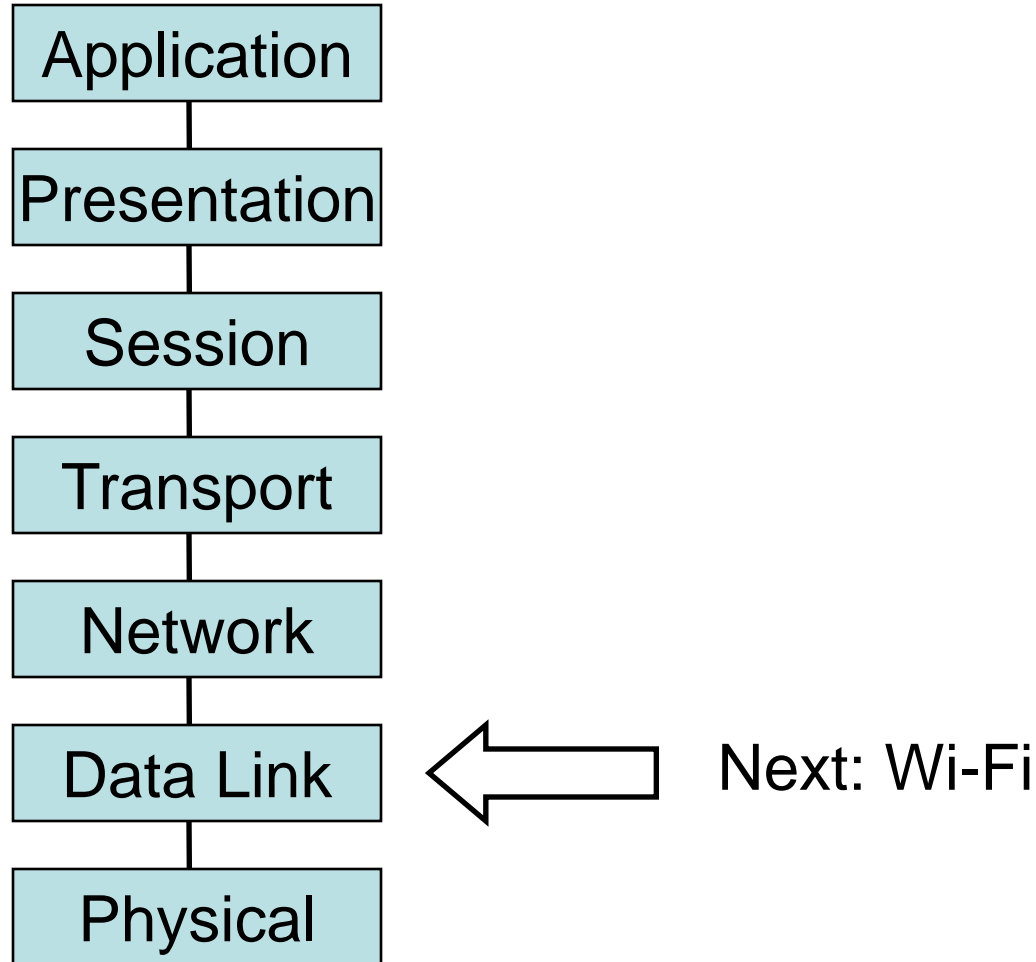 Application
Presentation
Session
Transport
Network
Data Link
Next: Wi-Fi
Physical